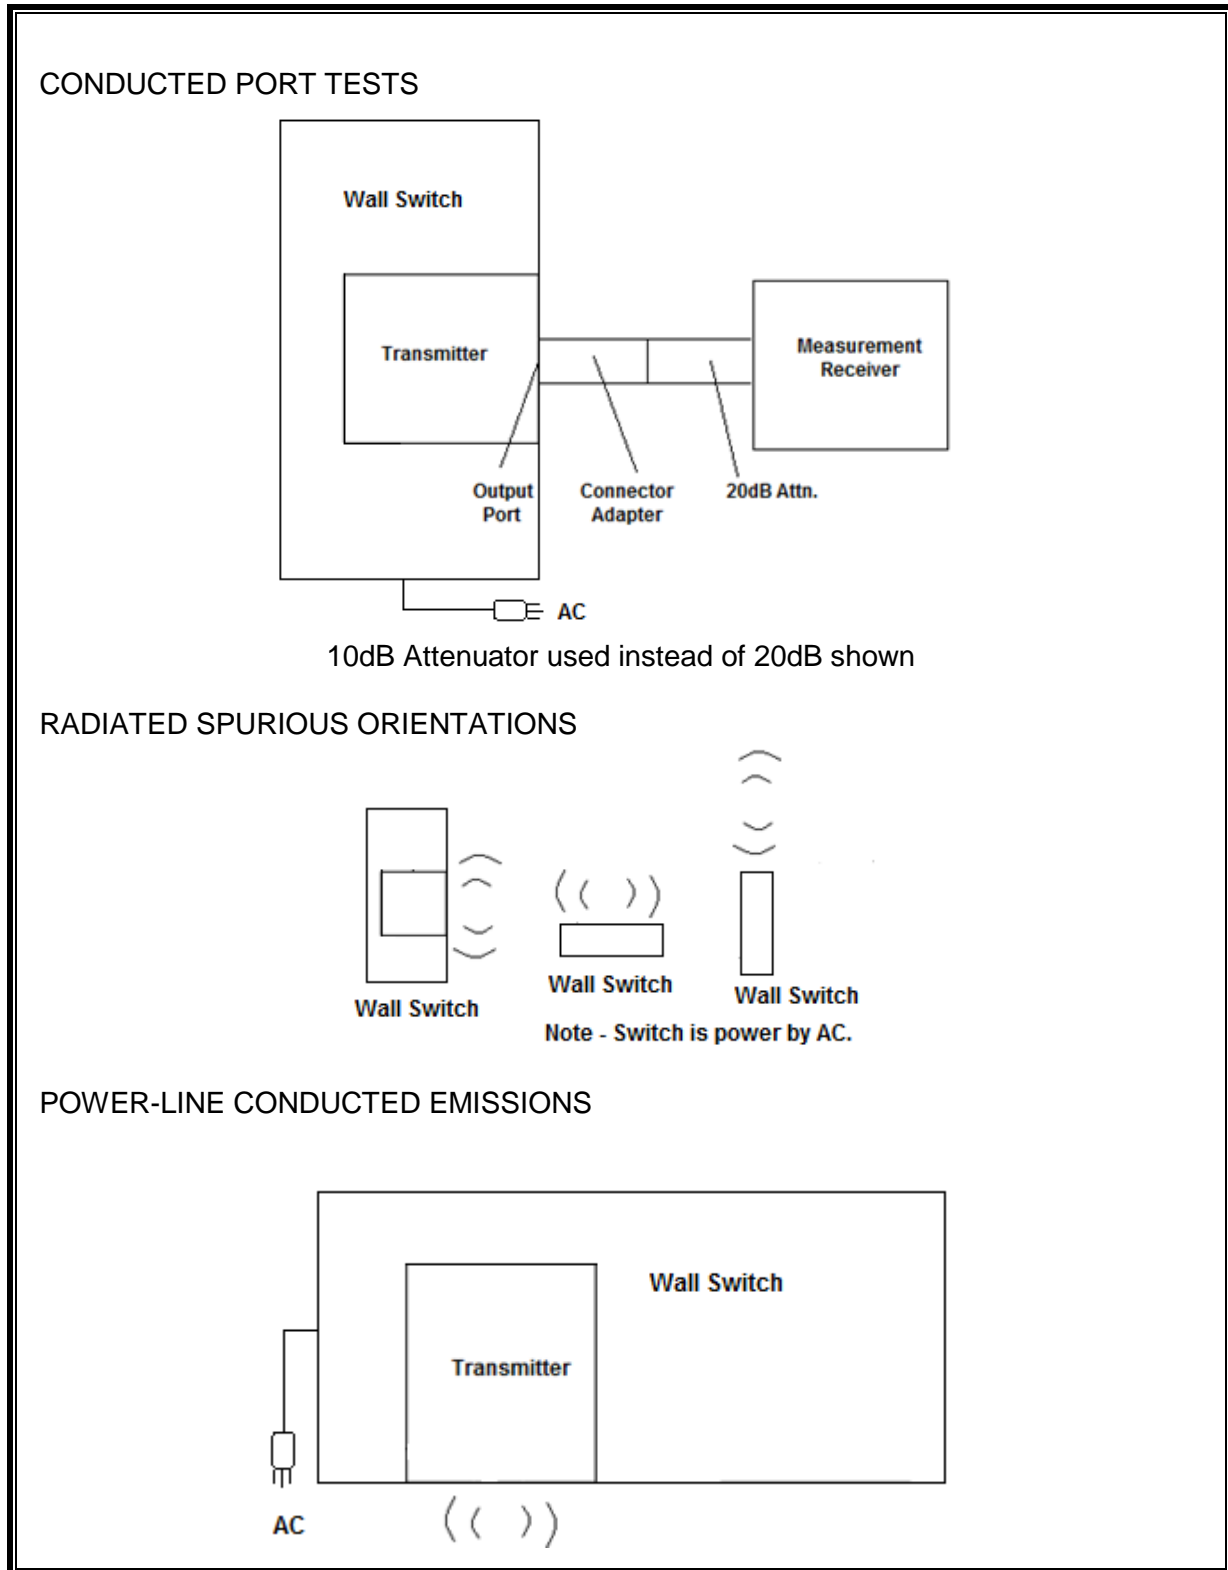 CONDUCTED PORT TESTS
Wall Switch
Transmitter
Measurement
Receiver
Output
Port
Connector
Adapter
20dB Attn.
AC
10dB Attenuator used instead of 20dB shown
RADIATED SPURIOUS ORIENTATIONS
Wall Switch
Wall Switch
Wall Switch
Note - Switch is power by AC.
POWER-LINE CONDUCTED EMISSIONS
Wall Switch
Transmitter
AC